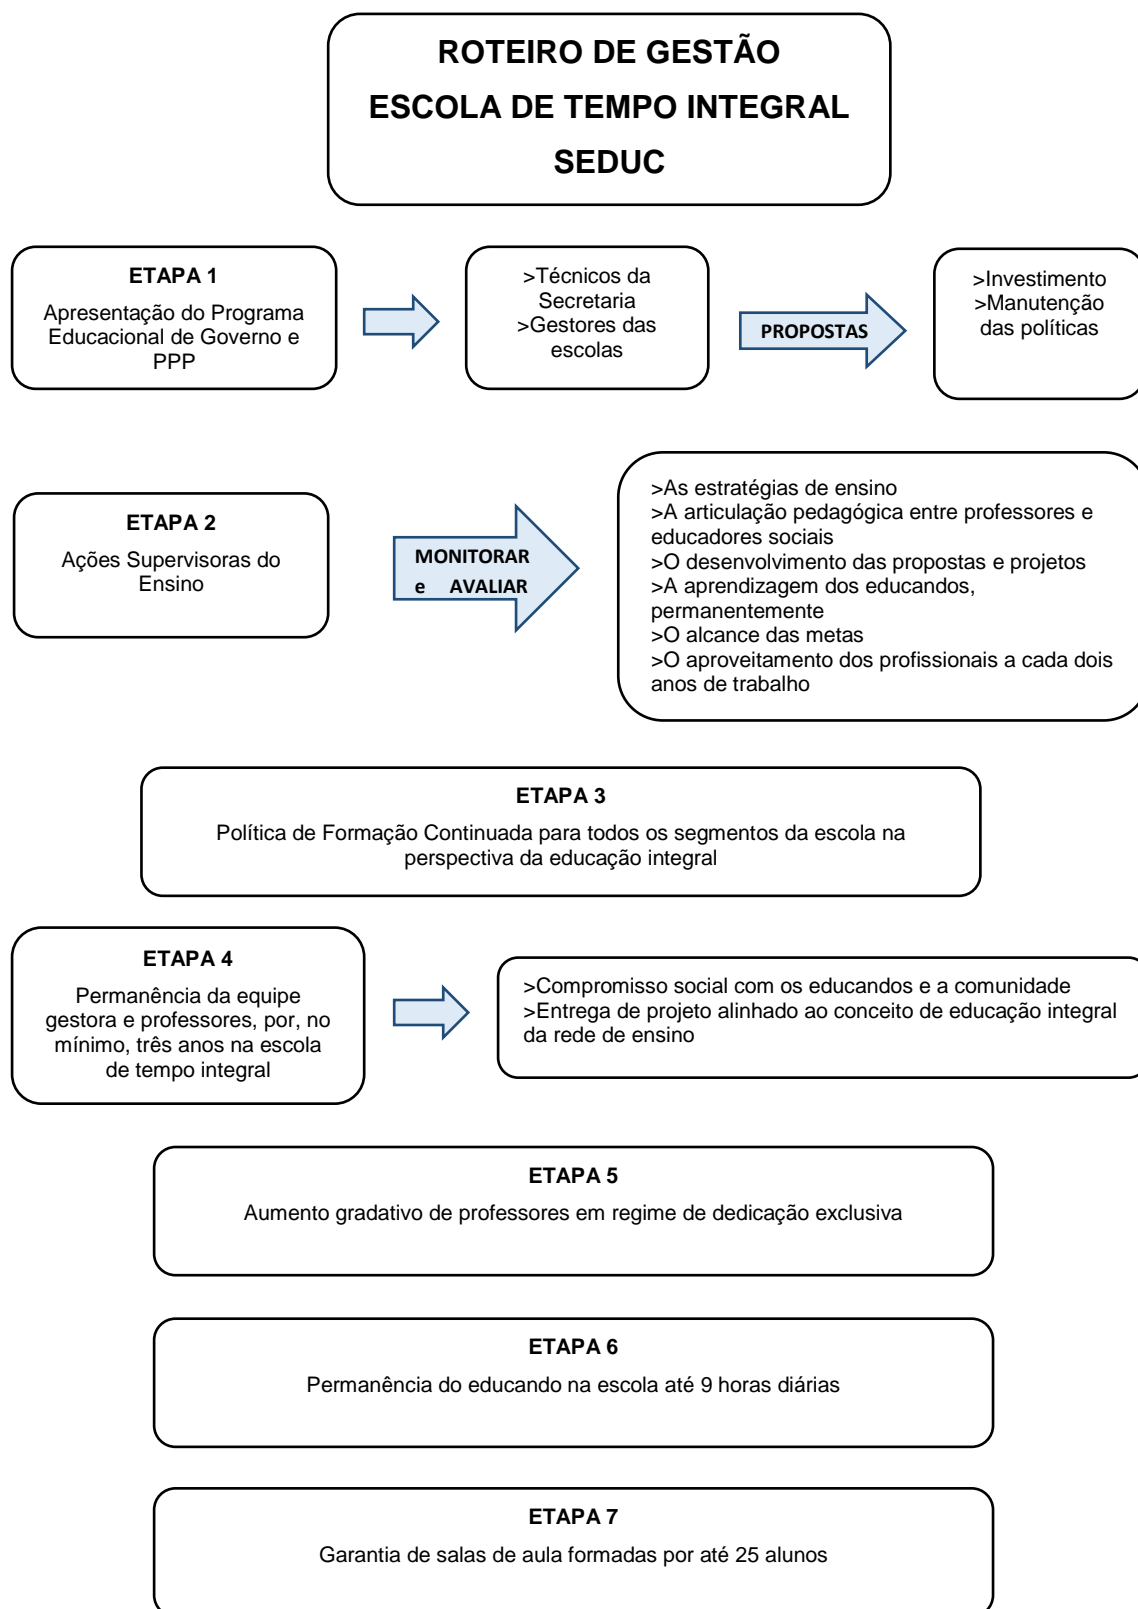 ROTEIRO DE GESTÃO
ESCOLA DE TEMPO INTEGRAL
SEDUC
ETAPA 1
Apresentação do Programa
Educacional de Governo e
PPP
>Técnicos da
Secretaria
>Gestores das
escolas
PROPOSTAS
>Investimento
>Manutenção
das políticas
ETAPA 2
Ações Supervisoras do
Ensino
MONITORAR
e AVALIAR
>As estratégias de ensino
>A articulação pedagógica entre professores e
educadores sociais
>O desenvolvimento das propostas e projetos
>A aprendizagem dos educandos,
permanentemente
>O alcance das metas
>O aproveitamento dos profissionais a cada dois
anos de trabalho
ETAPA 3
Política de Formação Continuada para todos os segmentos da escola na
perspectiva da educação integral
ETAPA 4
Permanência da equipe
gestora e professores, por, no
mínimo, três anos na escola
de tempo integral
>Compromisso social com os educandos e a comunidade
>Entrega de projeto alinhado ao conceito de educação integral
da rede de ensino
ETAPA 5
Aumento gradativo de professores em regime de dedicação exclusiva
ETAPA 6
Permanência do educando na escola até 9 horas diárias
ETAPA 7
Garantia de salas de aula formadas por até 25 alunos